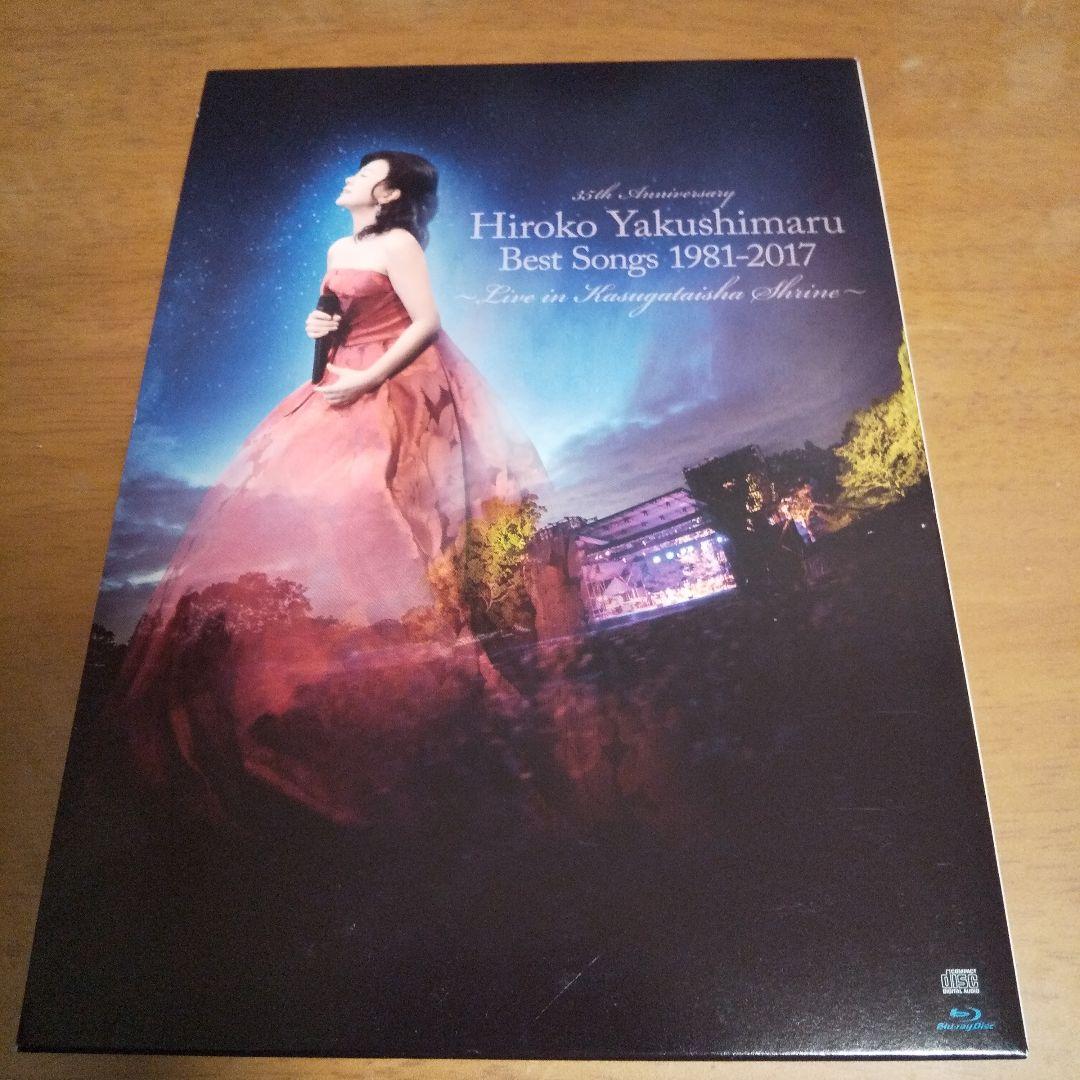 35th Anniversary
Hiroko Yakushimaru
Best Songs 1981-2017
~Live in Kasugataisha Shrine~
COMPACT
disc
DIGITAL AUDIO
Blu-ray Disc